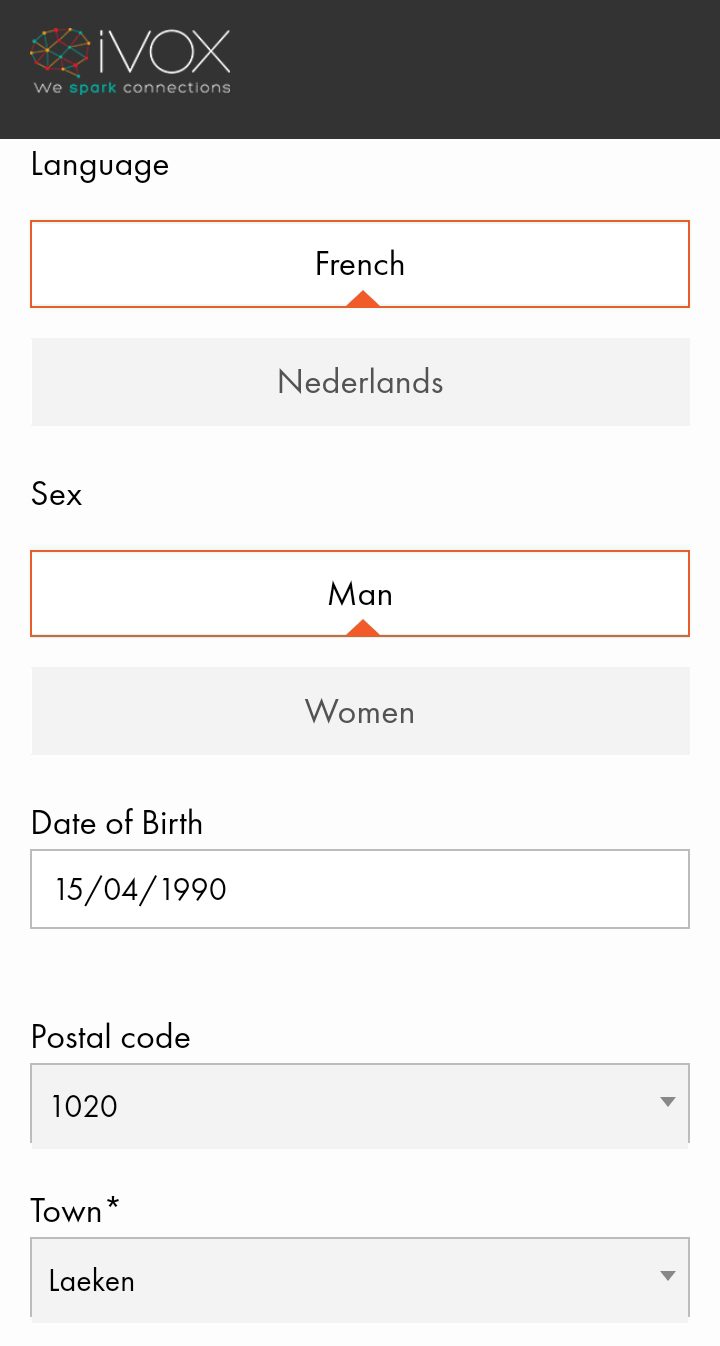 iVOX
We spark connections
Language
French
Nederlands
Sex
Man
Women
Date of Birth
15/04/1990
Postal code
1020
Town*
Laeken